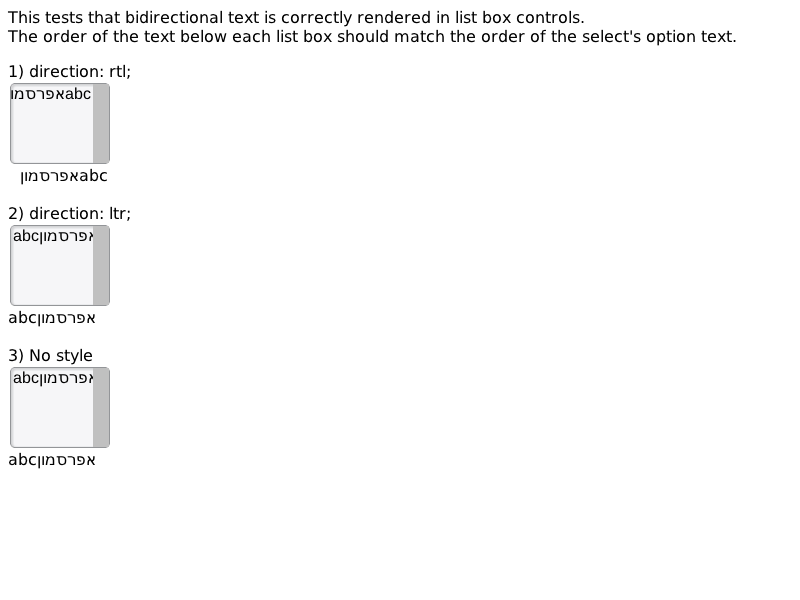 This tests that bidirectional text is correctly rendered in list box controls.
The order of the text below each list box should match the order of the select's option text.
1) direction: rtl;
abcאפרסמו
abcאפרסמון
2) direction: ltr;
abcאפרסמון
abcאפרסמון
3) No style
abcאפרסמון
abcאפרסמון